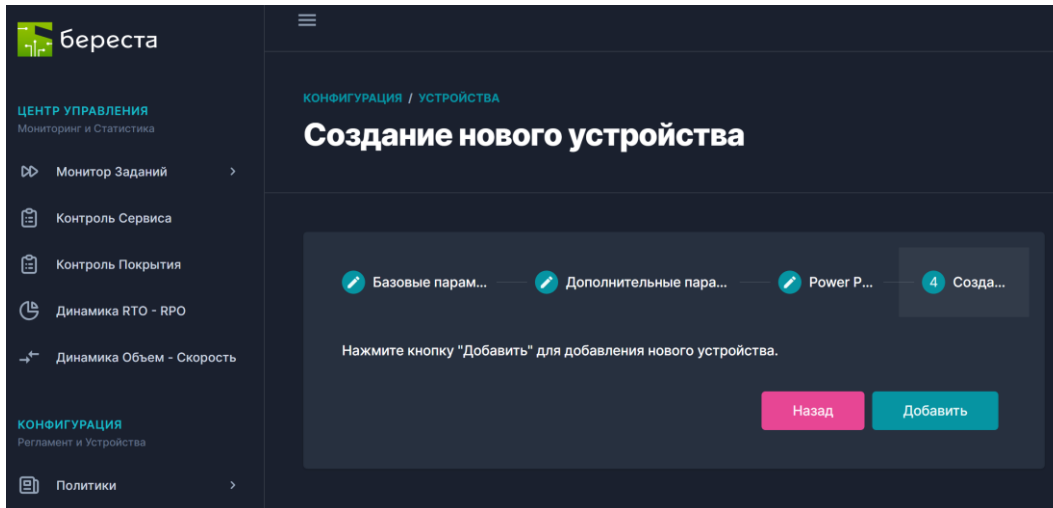 береста
ЦЕНТР УПРАВЛЕНИЯ
Мониторинг и Статистика
Монитор Заданий
Контроль Сервиса
Контроль Покрытия
Динамика RTO - RPO
Динамика Объем - Скорость
КОНФИГУРАЦИЯ
Регламент и Устройства
Политики
КОНФИГУРАЦИЯ / УСТРОЙСТВА
Создание нового устройства
Базовые парам... Дополнительные пара... Power P... 4 Созда...
Нажмите кнопку "Добавить" для добавления нового устройства.
Назад Добавить